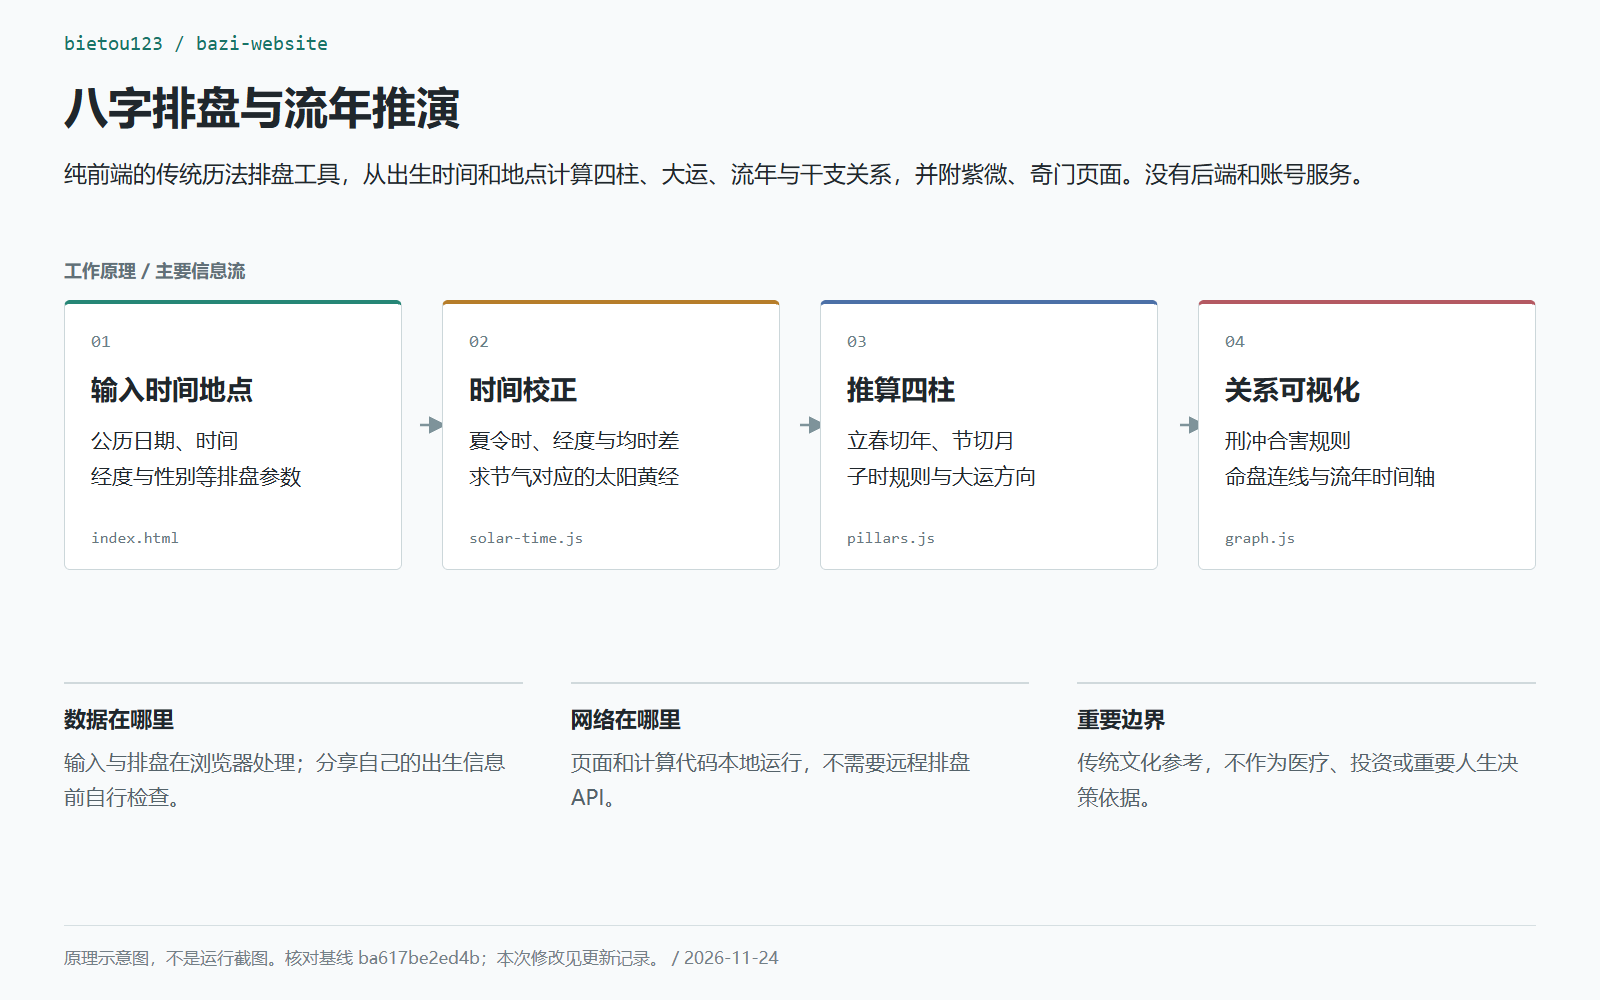 bietou123 / bazi-website
八字排盘与流年推演
纯前端的传统历法排盘工具，从出生时间和地点计算四柱、大运、流年与干支关系，并附紫微、奇门页面。没有后端和账号服务。
工作原理 / 主要信息流
01
输入时间地点
公历日期、时间
经度与性别等排盘参数
index.html
02
时间校正
夏令时、经度与均时差
求节气对应的太阳黄经
solar-time.js
03
推算四柱
立春切年、节切月
子时规则与大运方向
pillars.js
04
关系可视化
刑冲合害规则
命盘连线与流年时间轴
graph.js
数据在哪里
输入与排盘在浏览器处理；分享自己的出生信息
前自行检查。
网络在哪里
页面和计算代码本地运行，不需要远程排盘
API。
重要边界
传统文化参考，不作为医疗、投资或重要人生决
策依据。
原理示意图，不是运行截图。核对基线 ba617be2ed4b；本次修改见更新记录。 / 2026-11-24